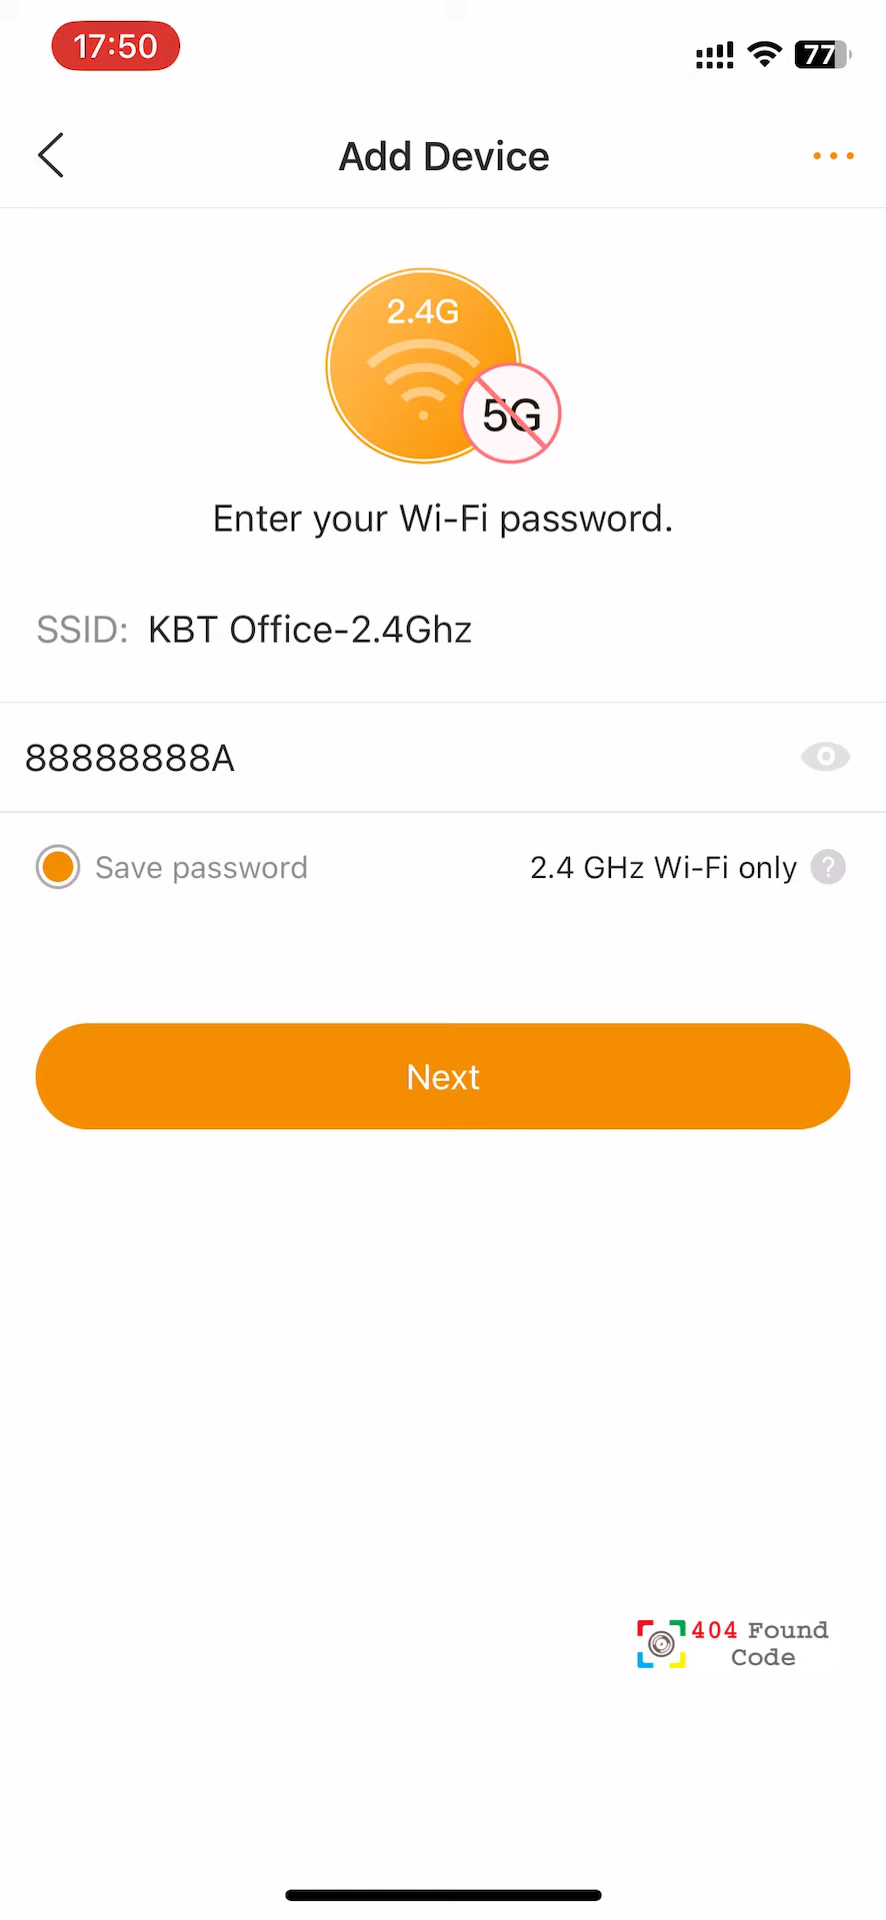 17:50
77
Add Device
2.4G
5G
Enter your Wi-Fi password.
SSID: KBT Office-2.4Ghz
88888888A
Save password 2.4 GHz Wi-Fi only ?
Next
404 Found
Code